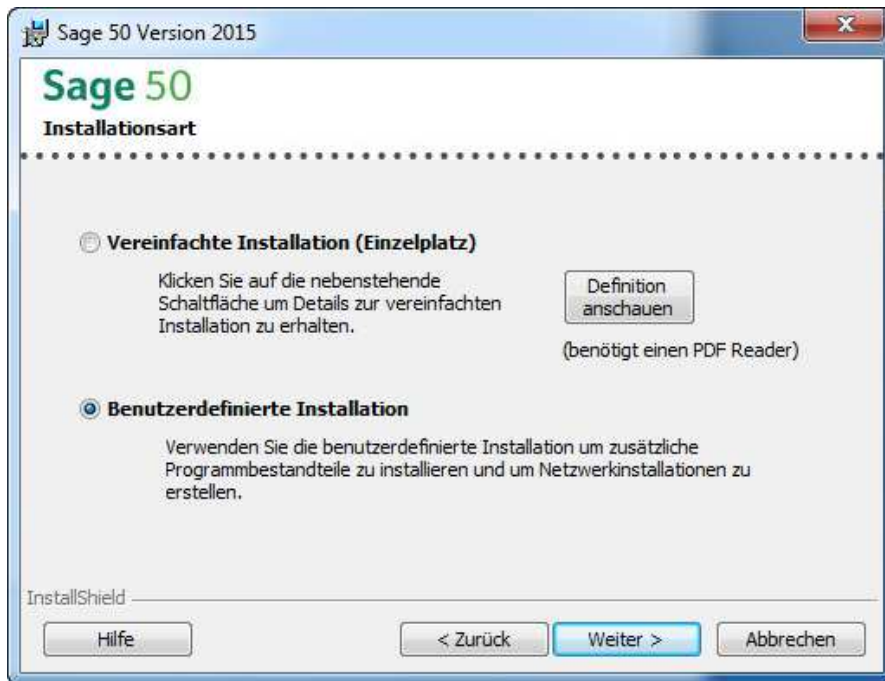 Sage 50 Version 2015
Sage 50
Installationsart
Vereinfachte Installation (Einzelplatz)
Klicken Sie auf die nebenstehende
Schaltfläche um Details zur vereinfachten
Installation zu erhalten.
Definition
anschauen
(benötigt einen PDF Reader)
Benutzerdefinierte Installation
Verwenden Sie die benutzerdefinierte Installation um zusätzliche
Programmbestandteile zu installieren und um Netzwerkinstallationen zu
erstellen.
InstallShield
Hilfe
< Zurück
Weiter >
Abbrechen